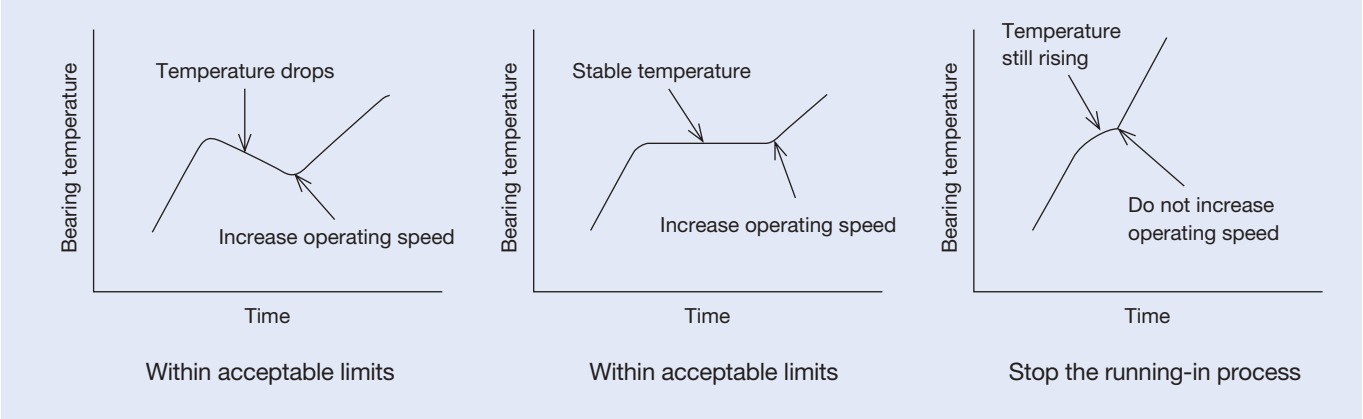 Bearing temperature
Temperature drops
Increase operating speed
Time
Within acceptable limits
Bearing temperature
Stable temperature
Increase operating speed
Time
Within acceptable limits
Bearing temperature
Temperature
still rising
Do not increase
operating speed
Time
Stop the running-in process